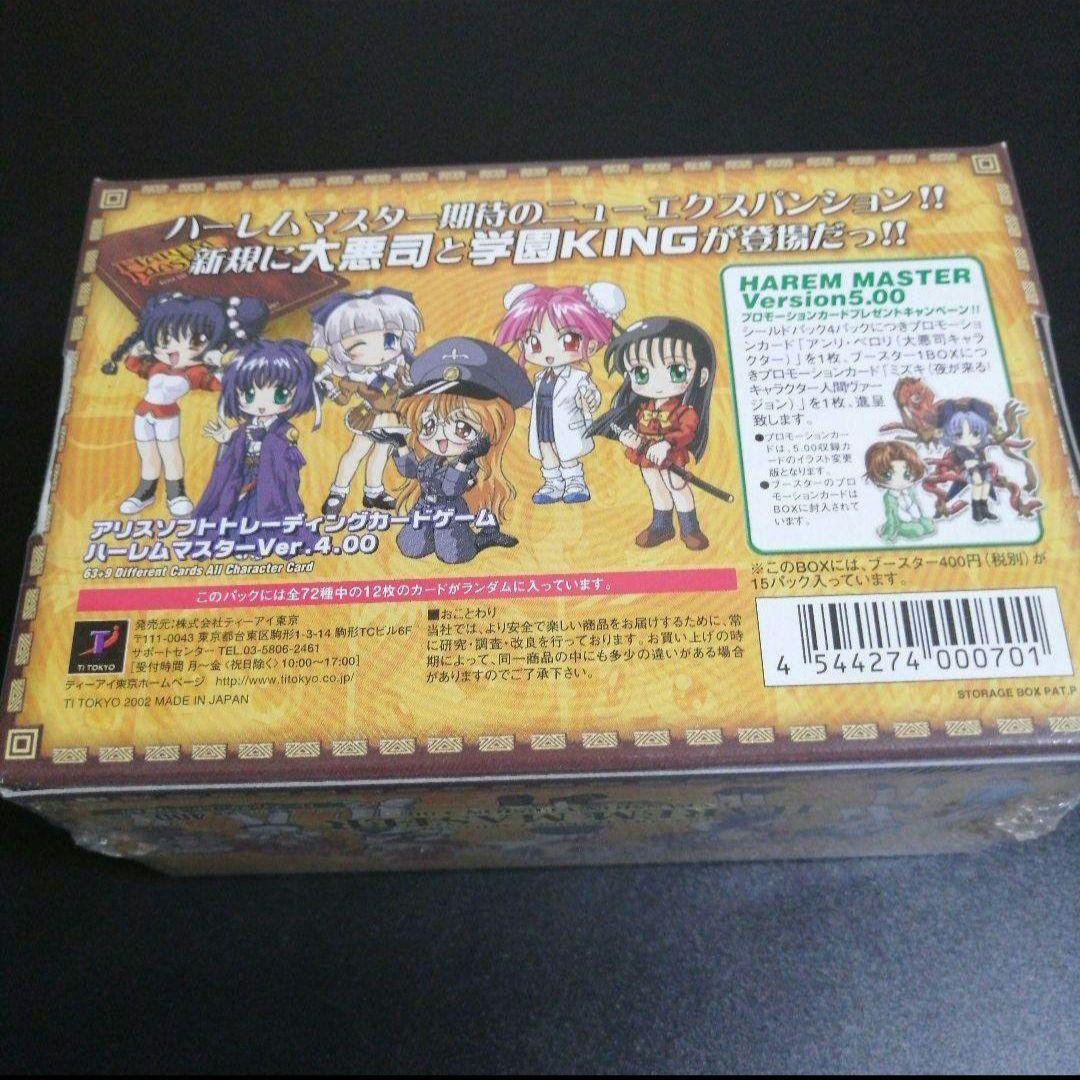 ハーレムマスター期待のニューエクスパンション!!
新規に大悪司と学園KINGが登場だっ!!
HAREM MASTER
Version5.00
プロモーションカードプレゼントキャンペーン!!
シールドパック4パックにつきプロモーショ
ンカード「アンリ・ベロリ(大悪司キャラ
クター)」を1枚、ブースター1BOXにつ
きプロモーションカード「ミズキ(夜が来る!
キャラクター人間ヴァー
ジョン)」を1枚、進呈
致します。
●プロモーションカー
ドは、5.00収録カ
ードのイラスト変更
版となります。
●ブースターのプロ
モーションカードは
BOXに封入されて
います。
アリスソフトトレーディングカードゲーム
ハーレムマスターVer.4.00
63+9 Different Cards All Character Card
このパックには全72種中の12枚のカードがランダムに入っています。
※このBOXには、ブースター400円(税別)が
15パック入っています。
TI TOKYO
発売元:株式会社ティーアイ東京
〒111-0043 東京都台東区駒形1-3-14 駒形TCビル6F
サポートセンター TEL.03-5806-2461
[受付時間 月〜金<祝日除く>10:00〜17:00]
ティーアイ東京ホームページ http://www.titokyo.co.jp/
TI TOKYO 2002 MADE IN JAPAN
■おことわり
当社では、より安全で楽しい商品をお届けするために、常
に研究・調査・改良を行っております。お買い上げの時
期によって、同一商品の中にも多少の違いがある場合
がありますのでご了承下さい。
4 544274 000701
STORAGE BOX PAT.P